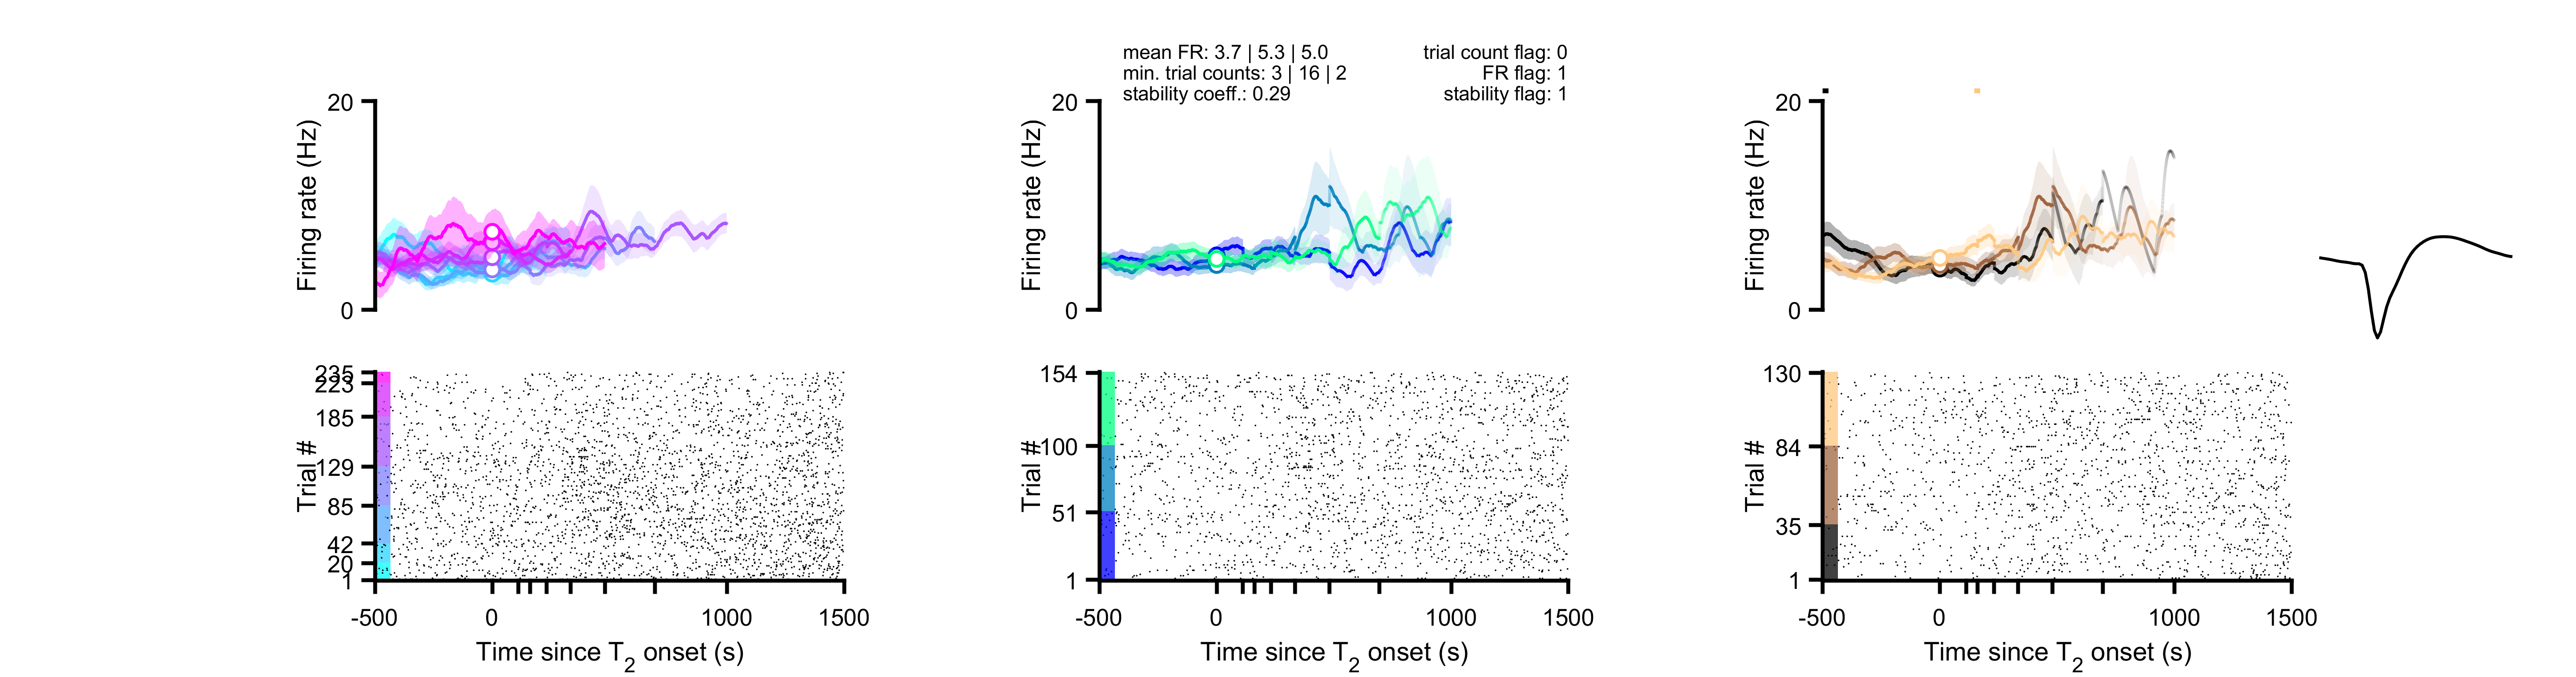 mean FR: 3.7 | 5.3 | 5.0
min. trial counts: 3 | 16 | 2
stability coeff.: 0.29
trial count flag: 0
FR flag: 1
stability flag: 1
20
Firing rate (Hz)
0
20
Firing rate (Hz)
0
20
Firing rate (Hz)
0
235
223
185
129
85
42
20
1
Trial #
-500 0 1000 1500
Time since T2 onset (s)
154
100
51
1
Trial #
-500 0 1000 1500
Time since T2 onset (s)
130
84
35
1
Trial #
-500 0 1000 1500
Time since T2 onset (s)